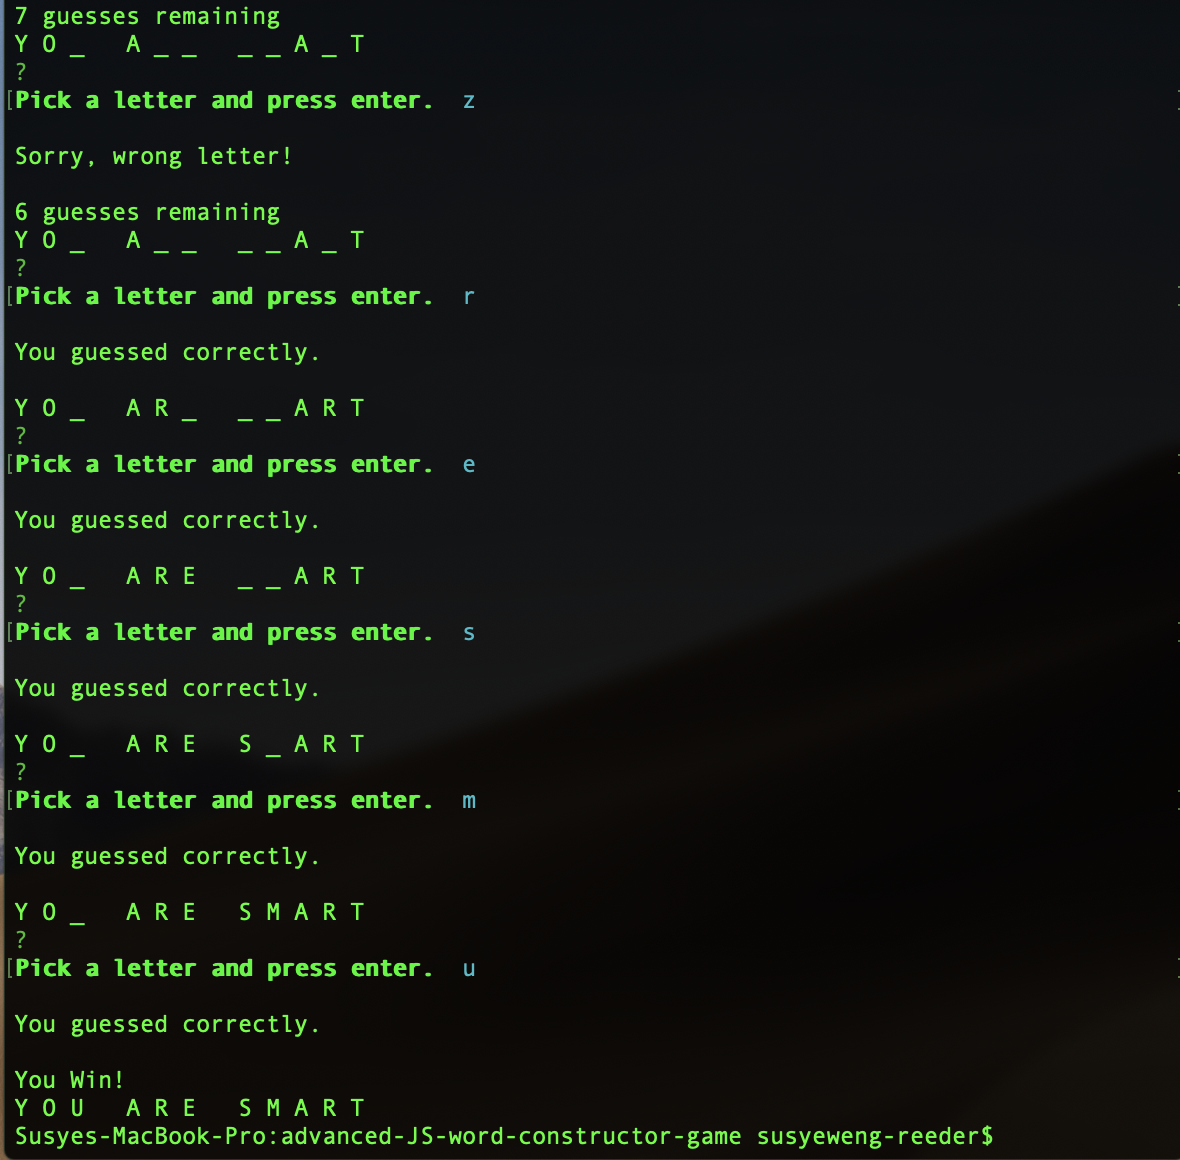 7 guesses remaining
Y O _   A _ _   _ _ A _ T
?
[Pick a letter and press enter.  z
Sorry, wrong letter!
6 guesses remaining
Y O _   A _ _   _ _ A _ T
?
[Pick a letter and press enter.  r
You guessed correctly.
Y O _   A R _   _ _ A R T
?
[Pick a letter and press enter.  e
You guessed correctly.
Y O _   A R E   _ _ A R T
?
[Pick a letter and press enter.  s
You guessed correctly.
Y O _   A R E   S _ A R T
?
[Pick a letter and press enter.  m
You guessed correctly.
Y O _   A R E   S M A R T
?
[Pick a letter and press enter.  u
You guessed correctly.
You Win!
Y O U   A R E   S M A R T
Susyes-MacBook-Pro:advanced-JS-word-constructor-game susyeweng-reeder$